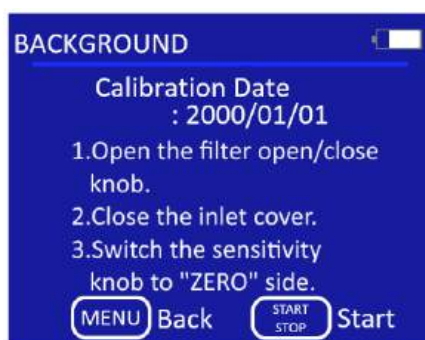 BACKGROUND
Calibration Date
: 2000/01/01
1.Open the filter open/close
knob.
2.Close the inlet cover.
3.Switch the sensitivity
knob to "ZERO" side.
MENU Back START STOP Start